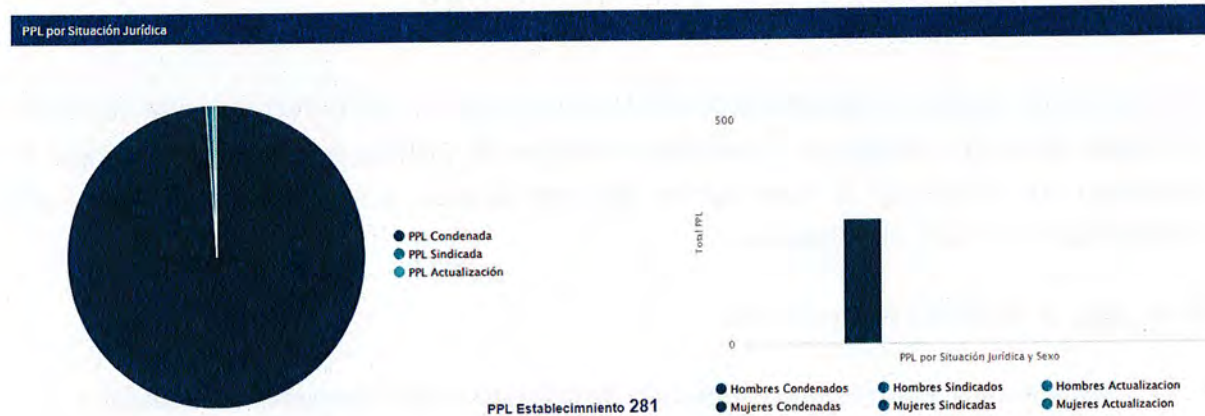 PPL por Situación Jurídica
PPL Condenada
PPL Sindicada
PPL Actualización
500
Total PPL
0
PPL por Situación Jurídica y Sexo
Hombres Condenados
Hombres Sindicados
Hombres Actualizacion
Mujeres Condenadas
Mujeres Sindicadas
Mujeres Actualizacion
PPL Establecimniento 281